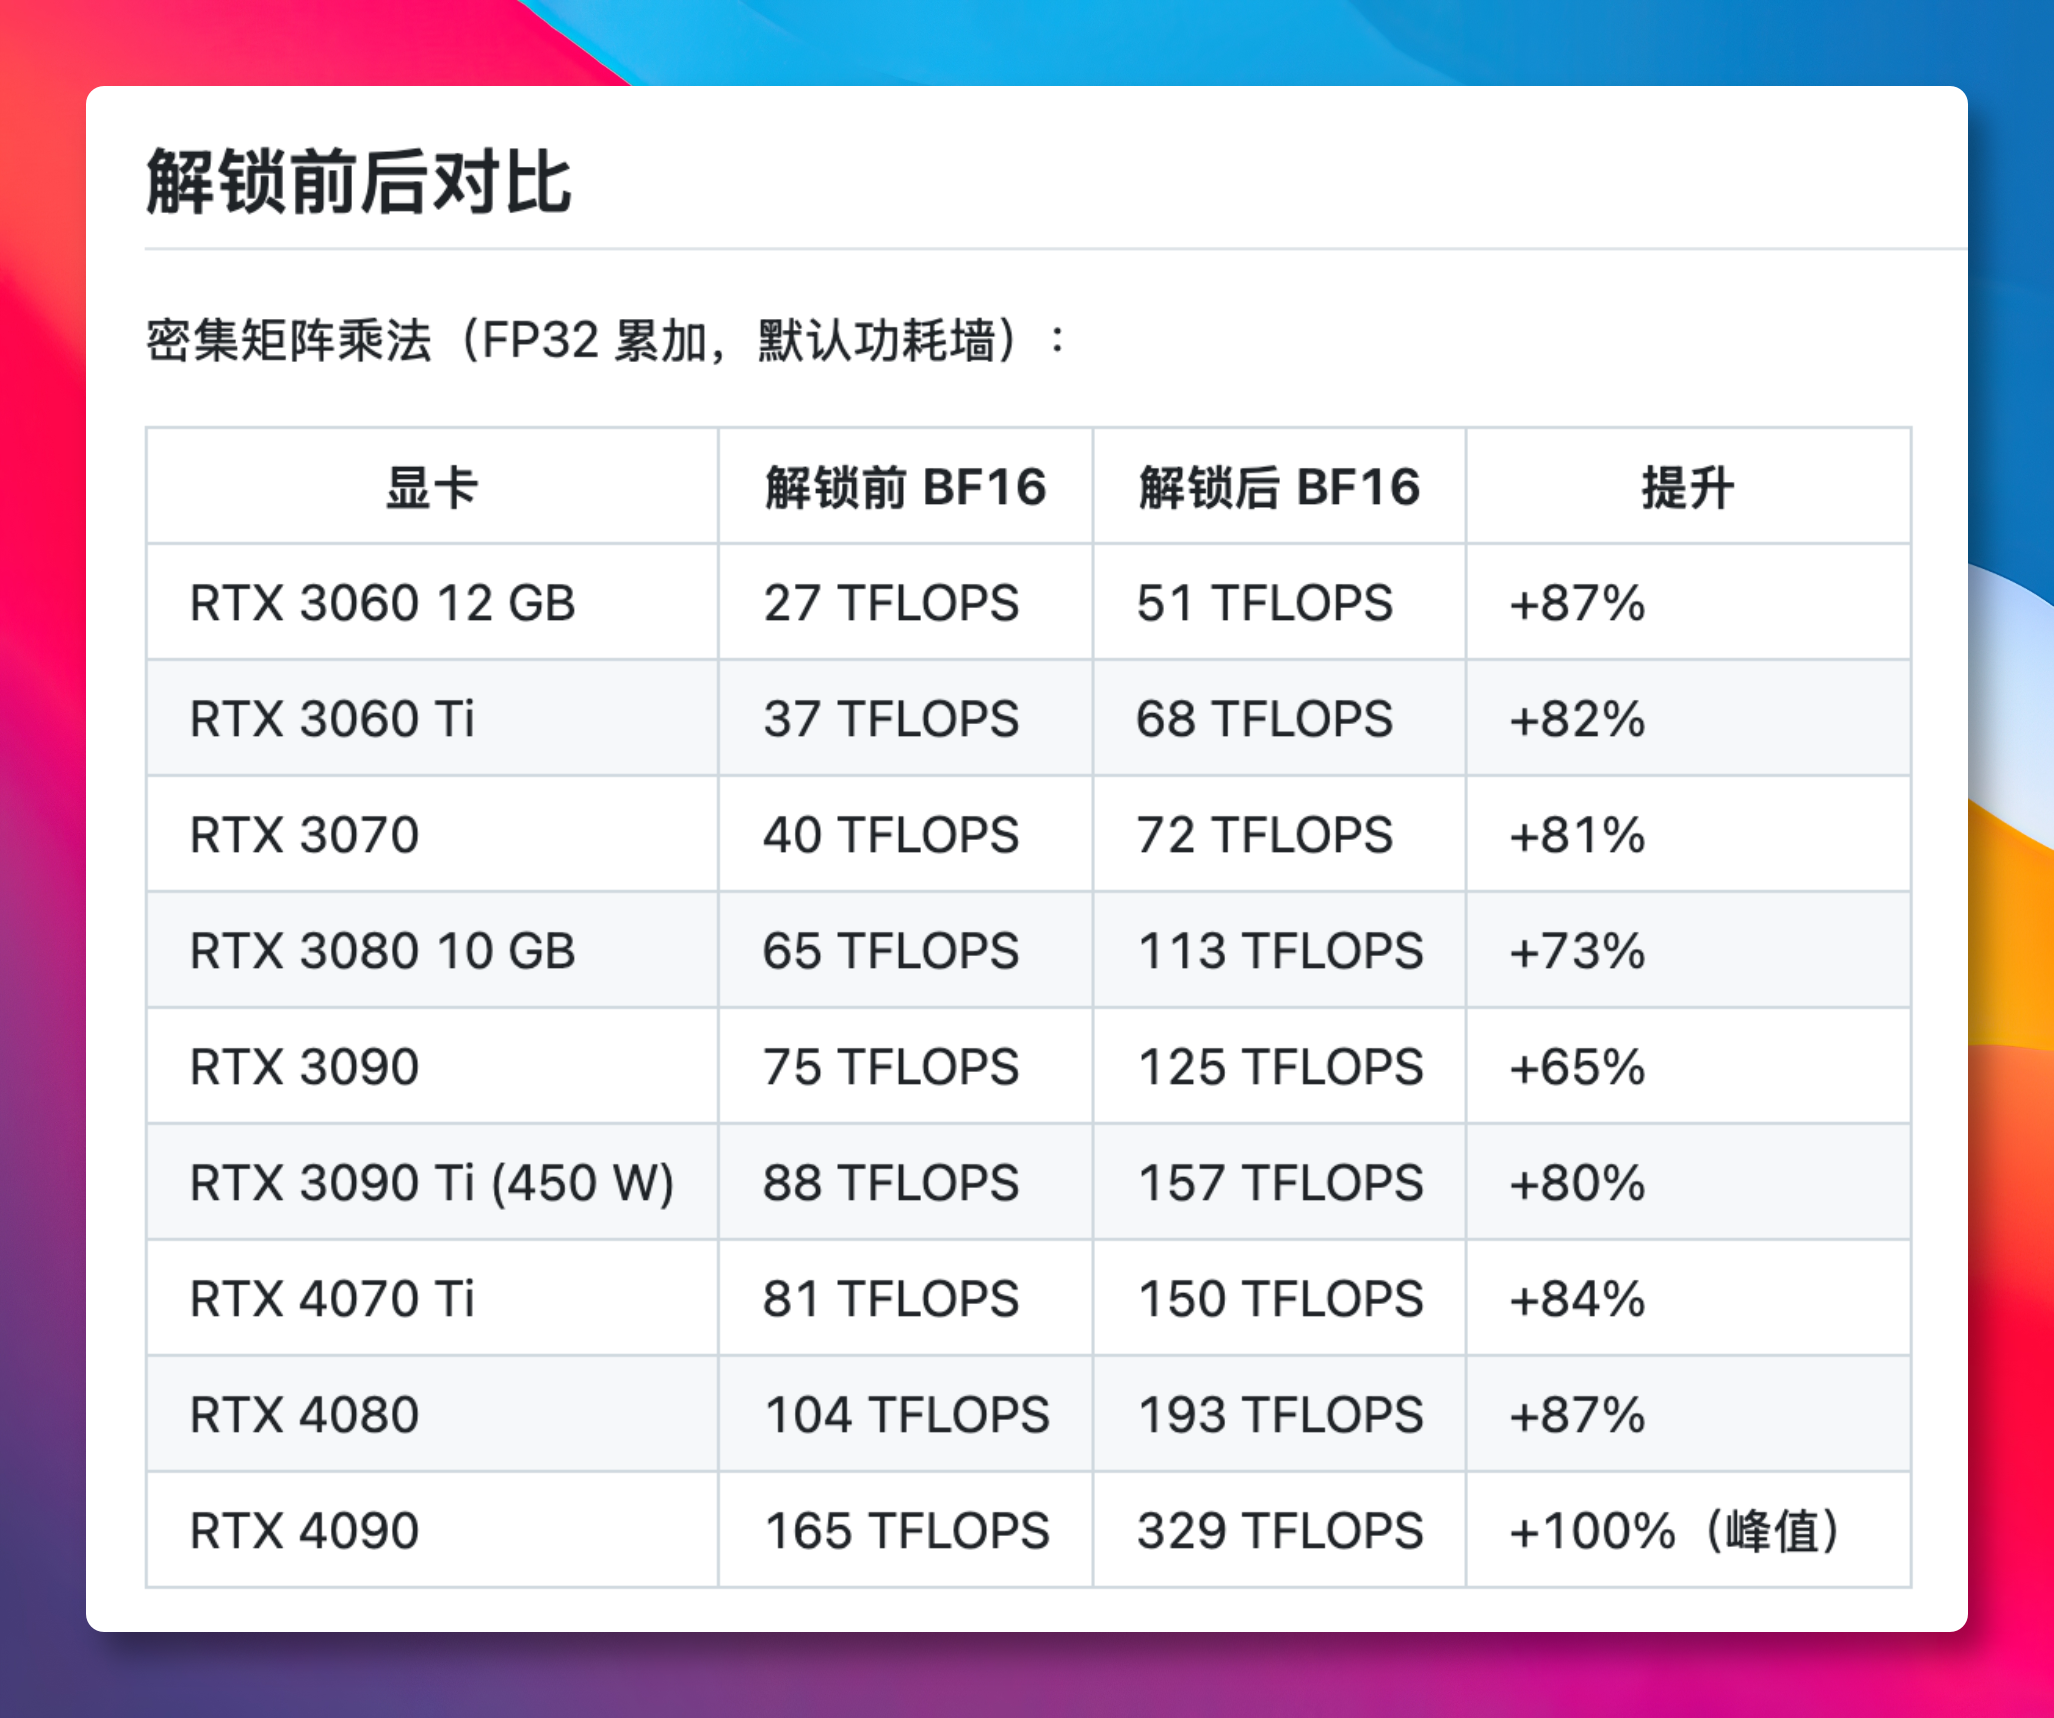 解锁前后对比
密集矩阵乘法（FP32 累加，默认功耗墙）：
显卡 解锁前 BF16 解锁后 BF16 提升
RTX 3060 12 GB 27 TFLOPS 51 TFLOPS +87%
RTX 3060 Ti 37 TFLOPS 68 TFLOPS +82%
RTX 3070 40 TFLOPS 72 TFLOPS +81%
RTX 3080 10 GB 65 TFLOPS 113 TFLOPS +73%
RTX 3090 75 TFLOPS 125 TFLOPS +65%
RTX 3090 Ti (450 W) 88 TFLOPS 157 TFLOPS +80%
RTX 4070 Ti 81 TFLOPS 150 TFLOPS +84%
RTX 4080 104 TFLOPS 193 TFLOPS +87%
RTX 4090 165 TFLOPS 329 TFLOPS +100%（峰值）